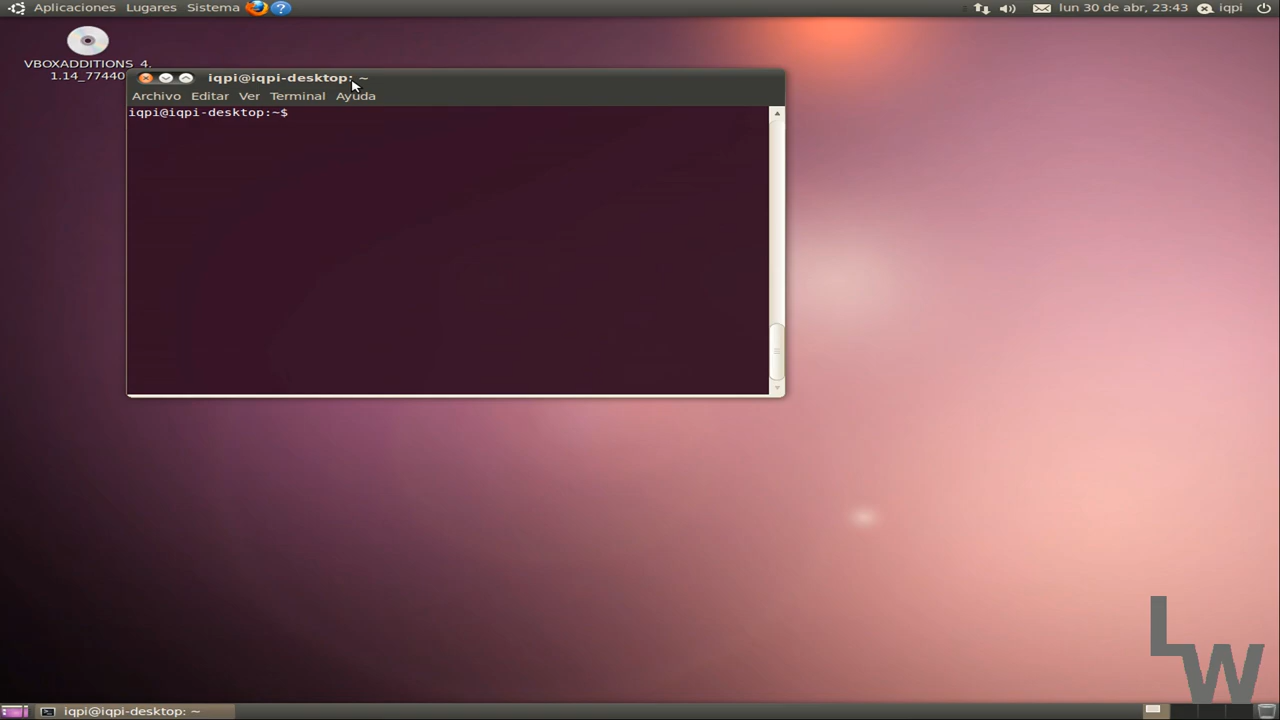 Aplicaciones Lugares Sistema
lun 30 de abr, 23:43 iqpi
VBOXADDITIONS_4.
1.14_77440
iqpi@iqpi-desktop: ~
Archivo Editar Ver Terminal Ayuda
iqpi@iqpi-desktop:~$
LW
iqpi@iqpi-desktop: ~